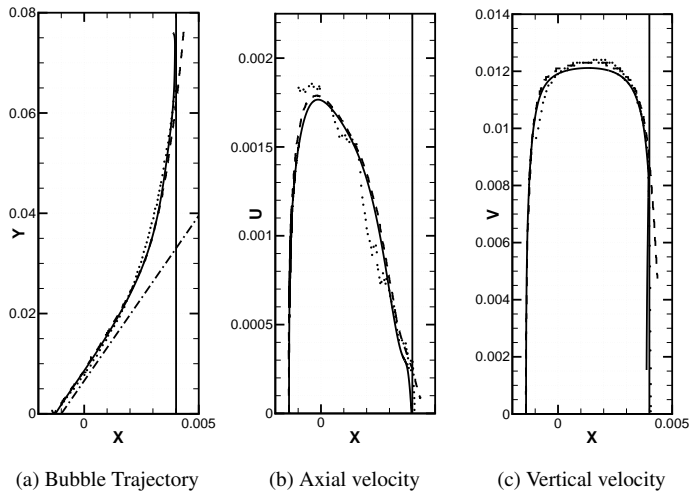 0.08
0.06
0.04
0.02
0
Y
0
0.005
X
(a) Bubble Trajectory
0.002
0.0015
0.001
0.0005
0
U
0
X
(b) Axial velocity
0.014
0.012
0.01
0.008
0.006
0.004
0.002
0
V
0
0.005
X
(c) Vertical velocity